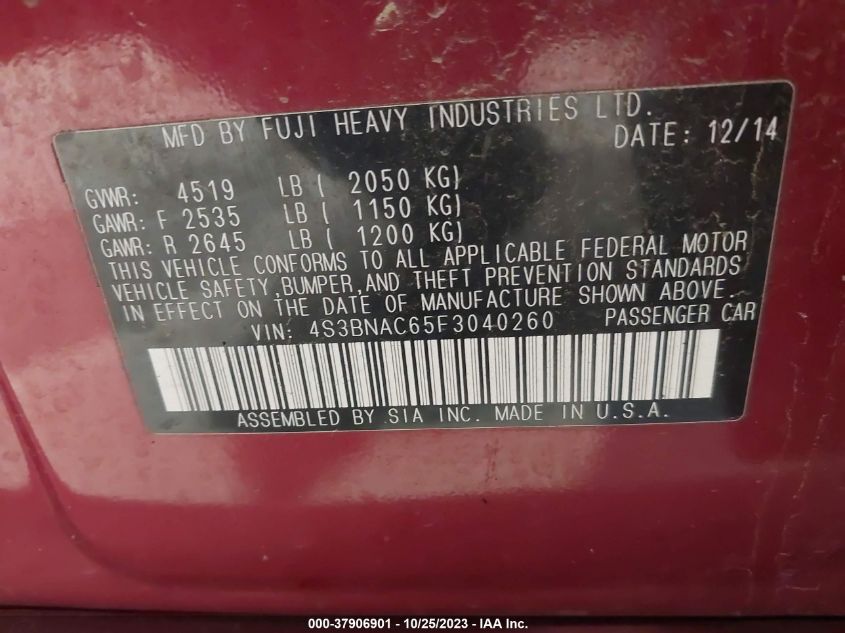 MFD BY FUJI HEAVY INDUSTRIES LTD.
DATE: 12/14
GVWR: 4519 LB ( 2050 KG)
GAWR: F 2535 LB ( 1150 KG)
GAWR: R 2645 LB ( 1200 KG)
THIS VEHICLE CONFORMS TO ALL APPLICABLE FEDERAL MOTOR
VEHICLE SAFETY,BUMPER,AND THEFT PREVENTION STANDARDS
IN EFFECT ON THE DATE OF MANUFACTURE SHOWN ABOVE.
VIN: 4S3BNAC65F3040260 PASSENGER CAR
ASSEMBLED BY SIA INC. MADE IN U.S.A.
000-37906901 - 10/25/2023 - © IAA Inc.